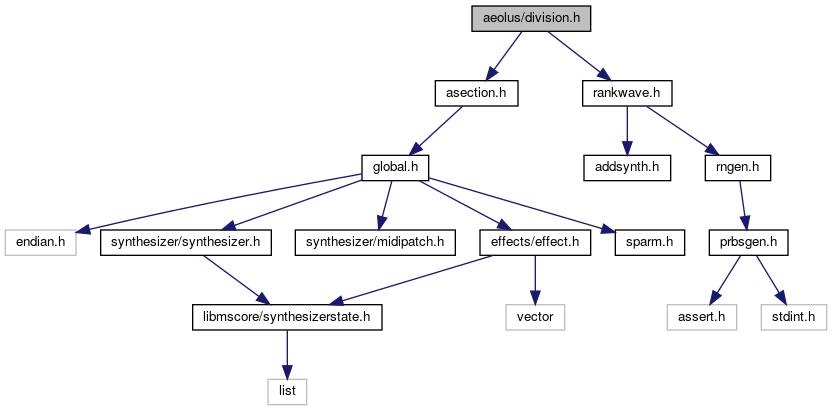 aeolus/division.h
asection.h
rankwave.h
global.h
addsynth.h
rngen.h
endian.h
synthesizer/synthesizer.h
synthesizer/midipatch.h
effects/effect.h
sparm.h
prbsgen.h
libmscore/synthesizerstate.h
vector
assert.h
stdint.h
list